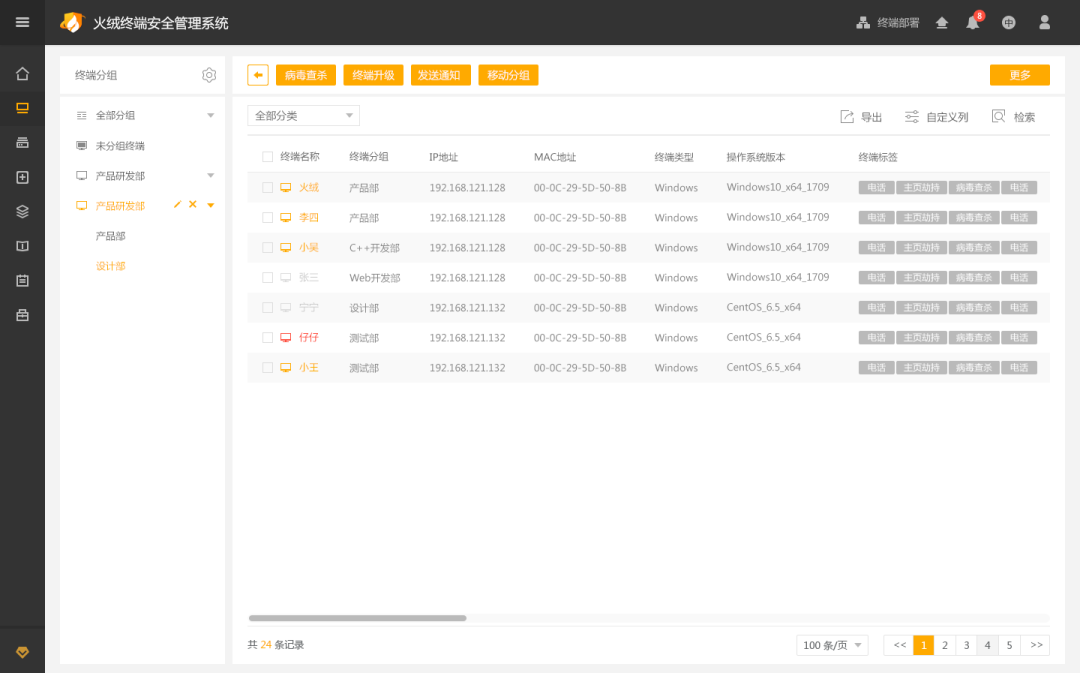 火绒终端安全管理系统
终端部署
8
中
终端分组
病毒查杀 终端升级 发送通知 移动分组 更多
全部分组
未分组终端
产品研发部
产品研发部
产品部
设计部
全部分类
导出 自定义列 检索
终端名称 终端分组 IP地址 MAC地址 终端类型 操作系统版本 终端标签
火绒 产品部 192.168.121.128 00-0C-29-5D-50-8B Windows Windows10_x64_1709 电话 主页劫持 病毒查杀 电话
李四 产品部 192.168.121.128 00-0C-29-5D-50-8B Windows Windows10_x64_1709 电话 主页劫持 病毒查杀 电话
小吴 C++开发部 192.168.121.128 00-0C-29-5D-50-8B Windows Windows10_x64_1709 电话 主页劫持 病毒查杀 电话
张三 Web开发部 192.168.121.128 00-0C-29-5D-50-8B Windows Windows10_x64_1709 电话 主页劫持 病毒查杀 电话
宁宁 设计部 192.168.121.132 00-0C-29-5D-50-8B Windows CentOS_6.5_x64 电话 主页劫持 病毒查杀 电话
仔仔 测试部 192.168.121.132 00-0C-29-5D-50-8B Windows CentOS_6.5_x64 电话 主页劫持 病毒查杀 电话
小王 测试部 192.168.121.132 00-0C-29-5D-50-8B Windows CentOS_6.5_x64 电话 主页劫持 病毒查杀 电话
共 24 条记录
100 条/页 << 1 2 3 4 5 >>